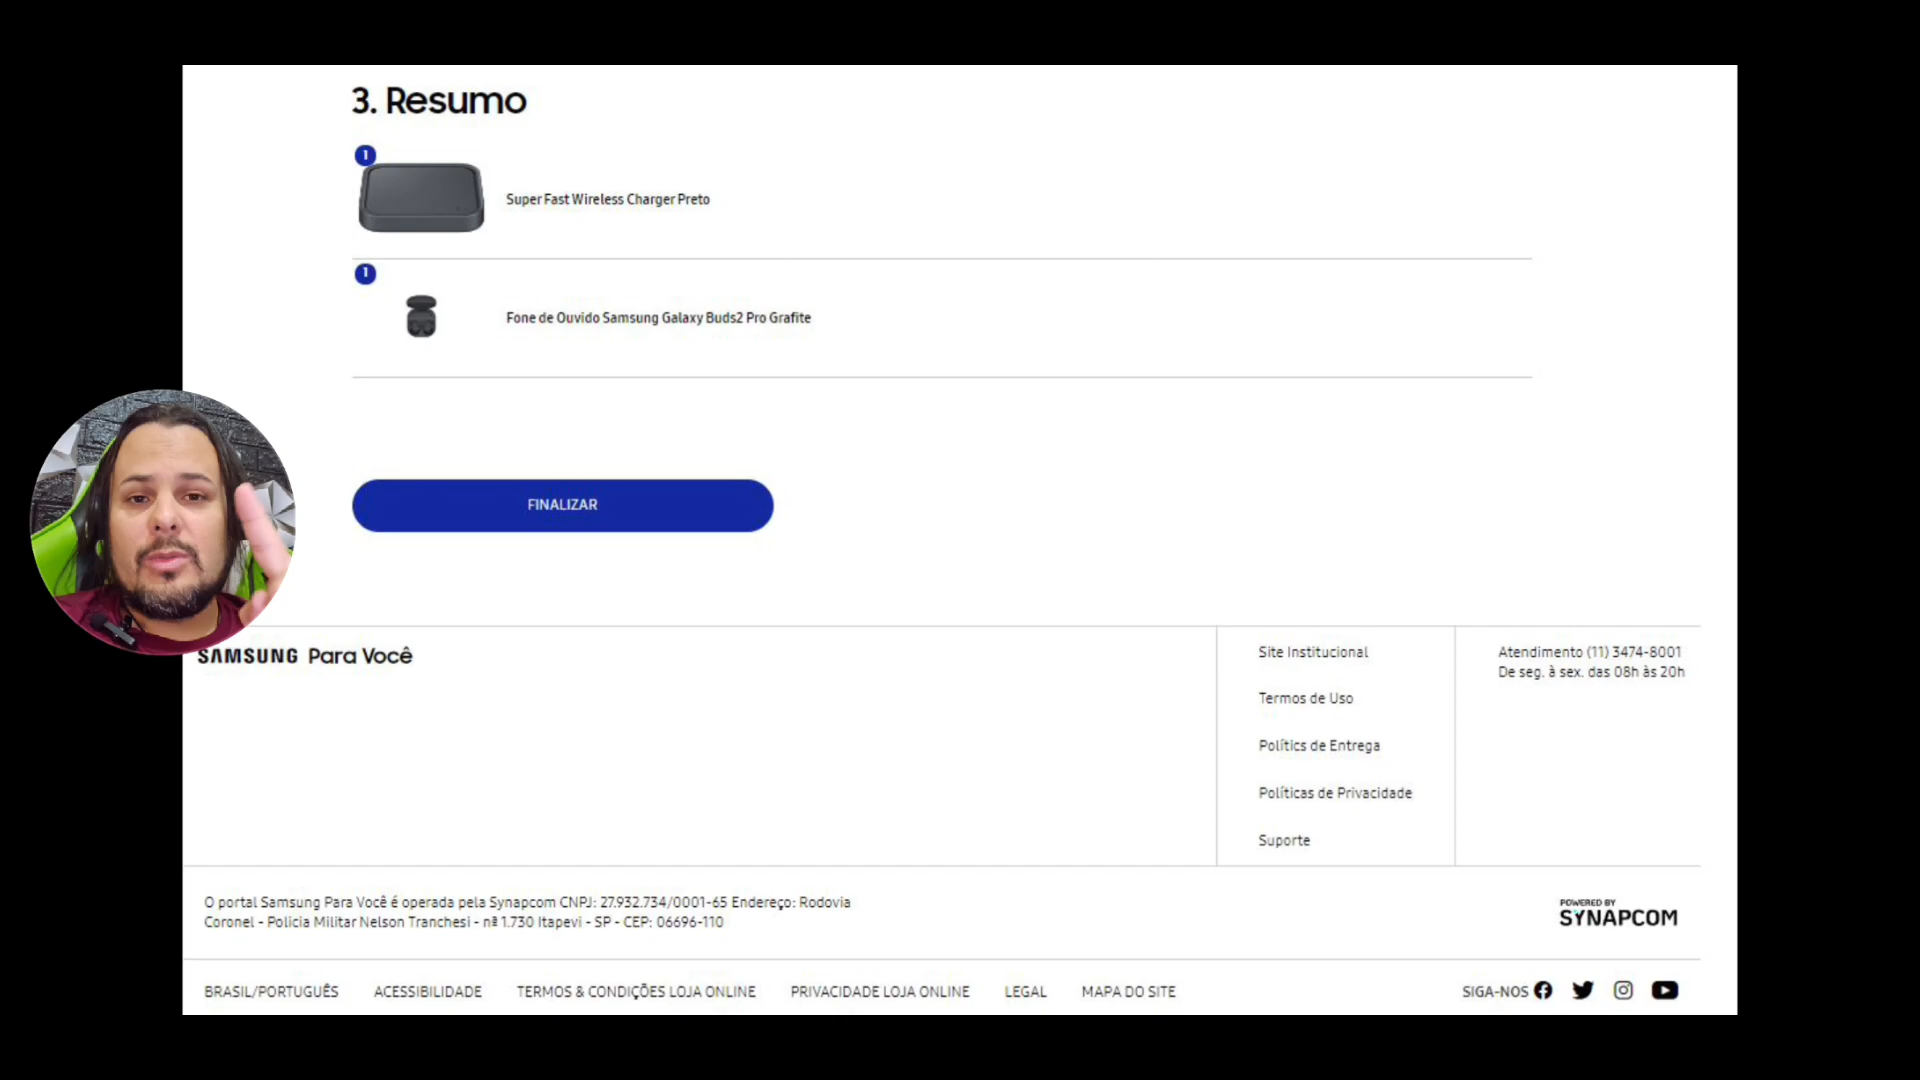 3. Resumo
1
Super Fast Wireless Charger Preto
1
Fone de Ouvido Samsung Galaxy Buds2 Pro Grafite
FINALIZAR
SAMSUNG Para Você
Site Institucional
Termos de Uso
Polítics de Entrega
Políticas de Privacidade
Suporte
Atendimento (11) 3474-8001
De seg. à sex. das 08h às 20h
O portal Samsung Para Você é operada pela Synapcom CNPJ: 27.932.734/0001-65 Endereço: Rodovia
Coronel - Policia Militar Nelson Tranchesi - nª 1.730 Itapevi - SP - CEP: 06696-110
POWERED BY
SYNAPCOM
BRASIL/PORTUGUÊS ACESSIBILIDADE TERMOS & CONDIÇÕES LOJA ONLINE PRIVACIDADE LOJA ONLINE LEGAL MAPA DO SITE SIGA-NOS